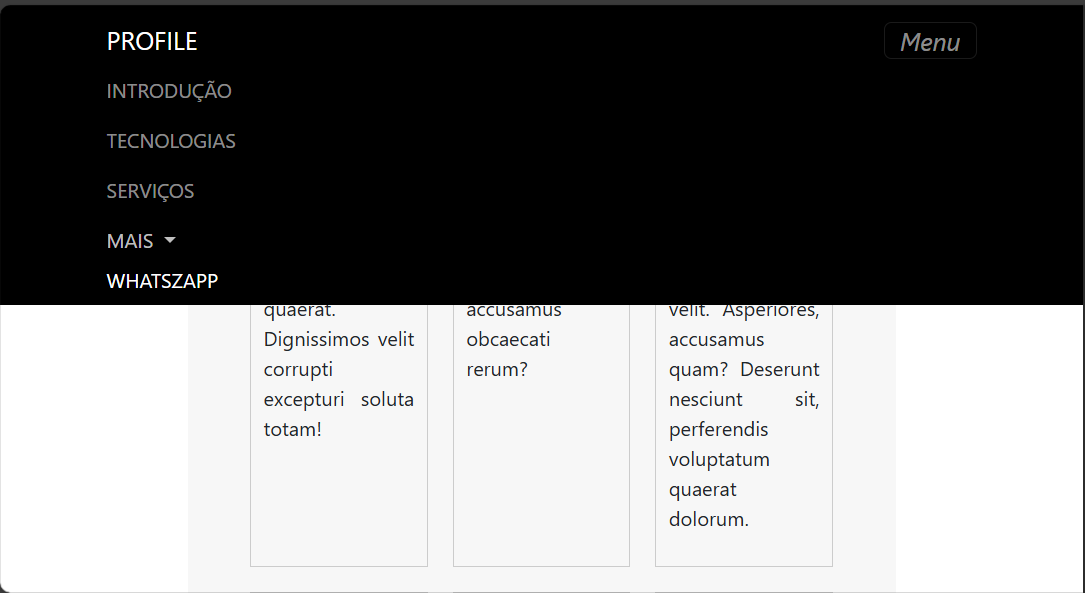 PROFILE
Menu
INTRODUÇÃO
TECNOLOGIAS
SERVIÇOS
MAIS
WHATSZAPP
quaerat.
Dignissimos velit
corrupti
excepturi soluta
totam!
accusamus
obcaecati
rerum?
velit. Asperiores,
accusamus
quam? Deserunt
nesciunt sit,
perferendis
voluptatum
quaerat
dolorum.